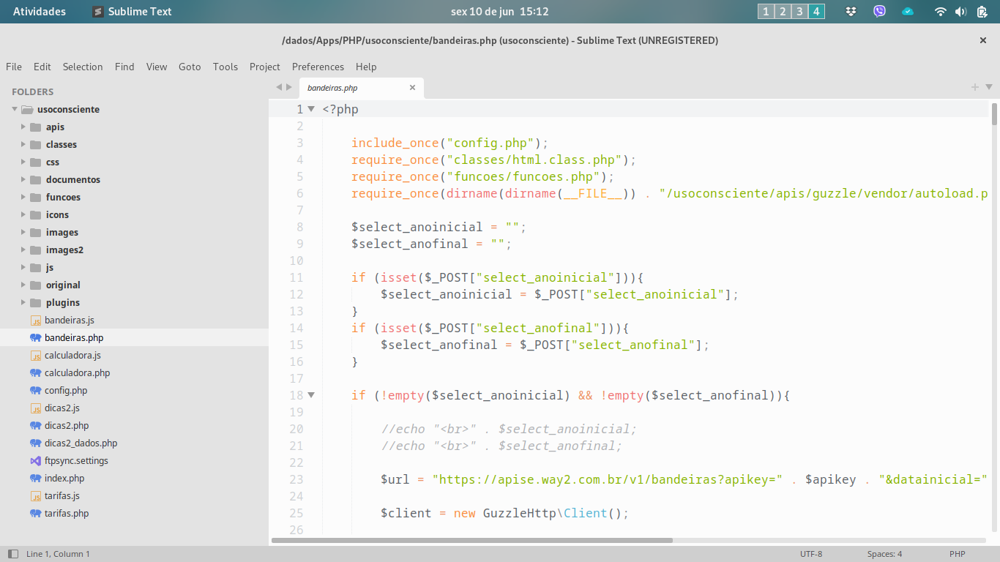 Atividades Sublime Text sex 10 de jun 15:12 1 2 3 4
/dados/Apps/PHP/usoconsciente/bandeiras.php (usoconsciente) - Sublime Text (UNREGISTERED)
File Edit Selection Find View Goto Tools Project Preferences Help
FOLDERS
usoconsciente
apis
classes
css
documentos
funcoes
icons
images
images2
js
original
plugins
JS bandeiras.js
bandeiras.php
JS calculadora.js
calculadora.php
config.php
JS dicas2.js
dicas2.php
dicas2_dados.php
ftpsync.settings
index.php
JS tarifas.js
tarifas.php
bandeiras.php
1 <?php
2
3     include_once("config.php");
4     require_once("classes/html.class.php");
5     require_once("funcoes/funcoes.php");
6     require_once(dirname(dirname(__FILE__)) . "/usoconsciente/apis/guzzle/vendor/autoload.p
7
8     $select_anoinicial = "";
9     $select_anofinal = "";
10
11     if (isset($_POST["select_anoinicial"])){
12         $select_anoinicial = $_POST["select_anoinicial"];
13     }
14     if (isset($_POST["select_anofinal"])){
15         $select_anofinal = $_POST["select_anofinal"];
16     }
17
18     if (!empty($select_anoinicial) && !empty($select_anofinal)){
19
20         //echo "<br>" . $select_anoinicial;
21         //echo "<br>" . $select_anofinal;
22
23         $url = "https://apise.way2.com.br/v1/bandeiras?apikey=" . $apikey . "&datainicial="
24
25         $client = new GuzzleHttp\Client();
26
Line 1, Column 1 UTF-8 Spaces: 4 PHP